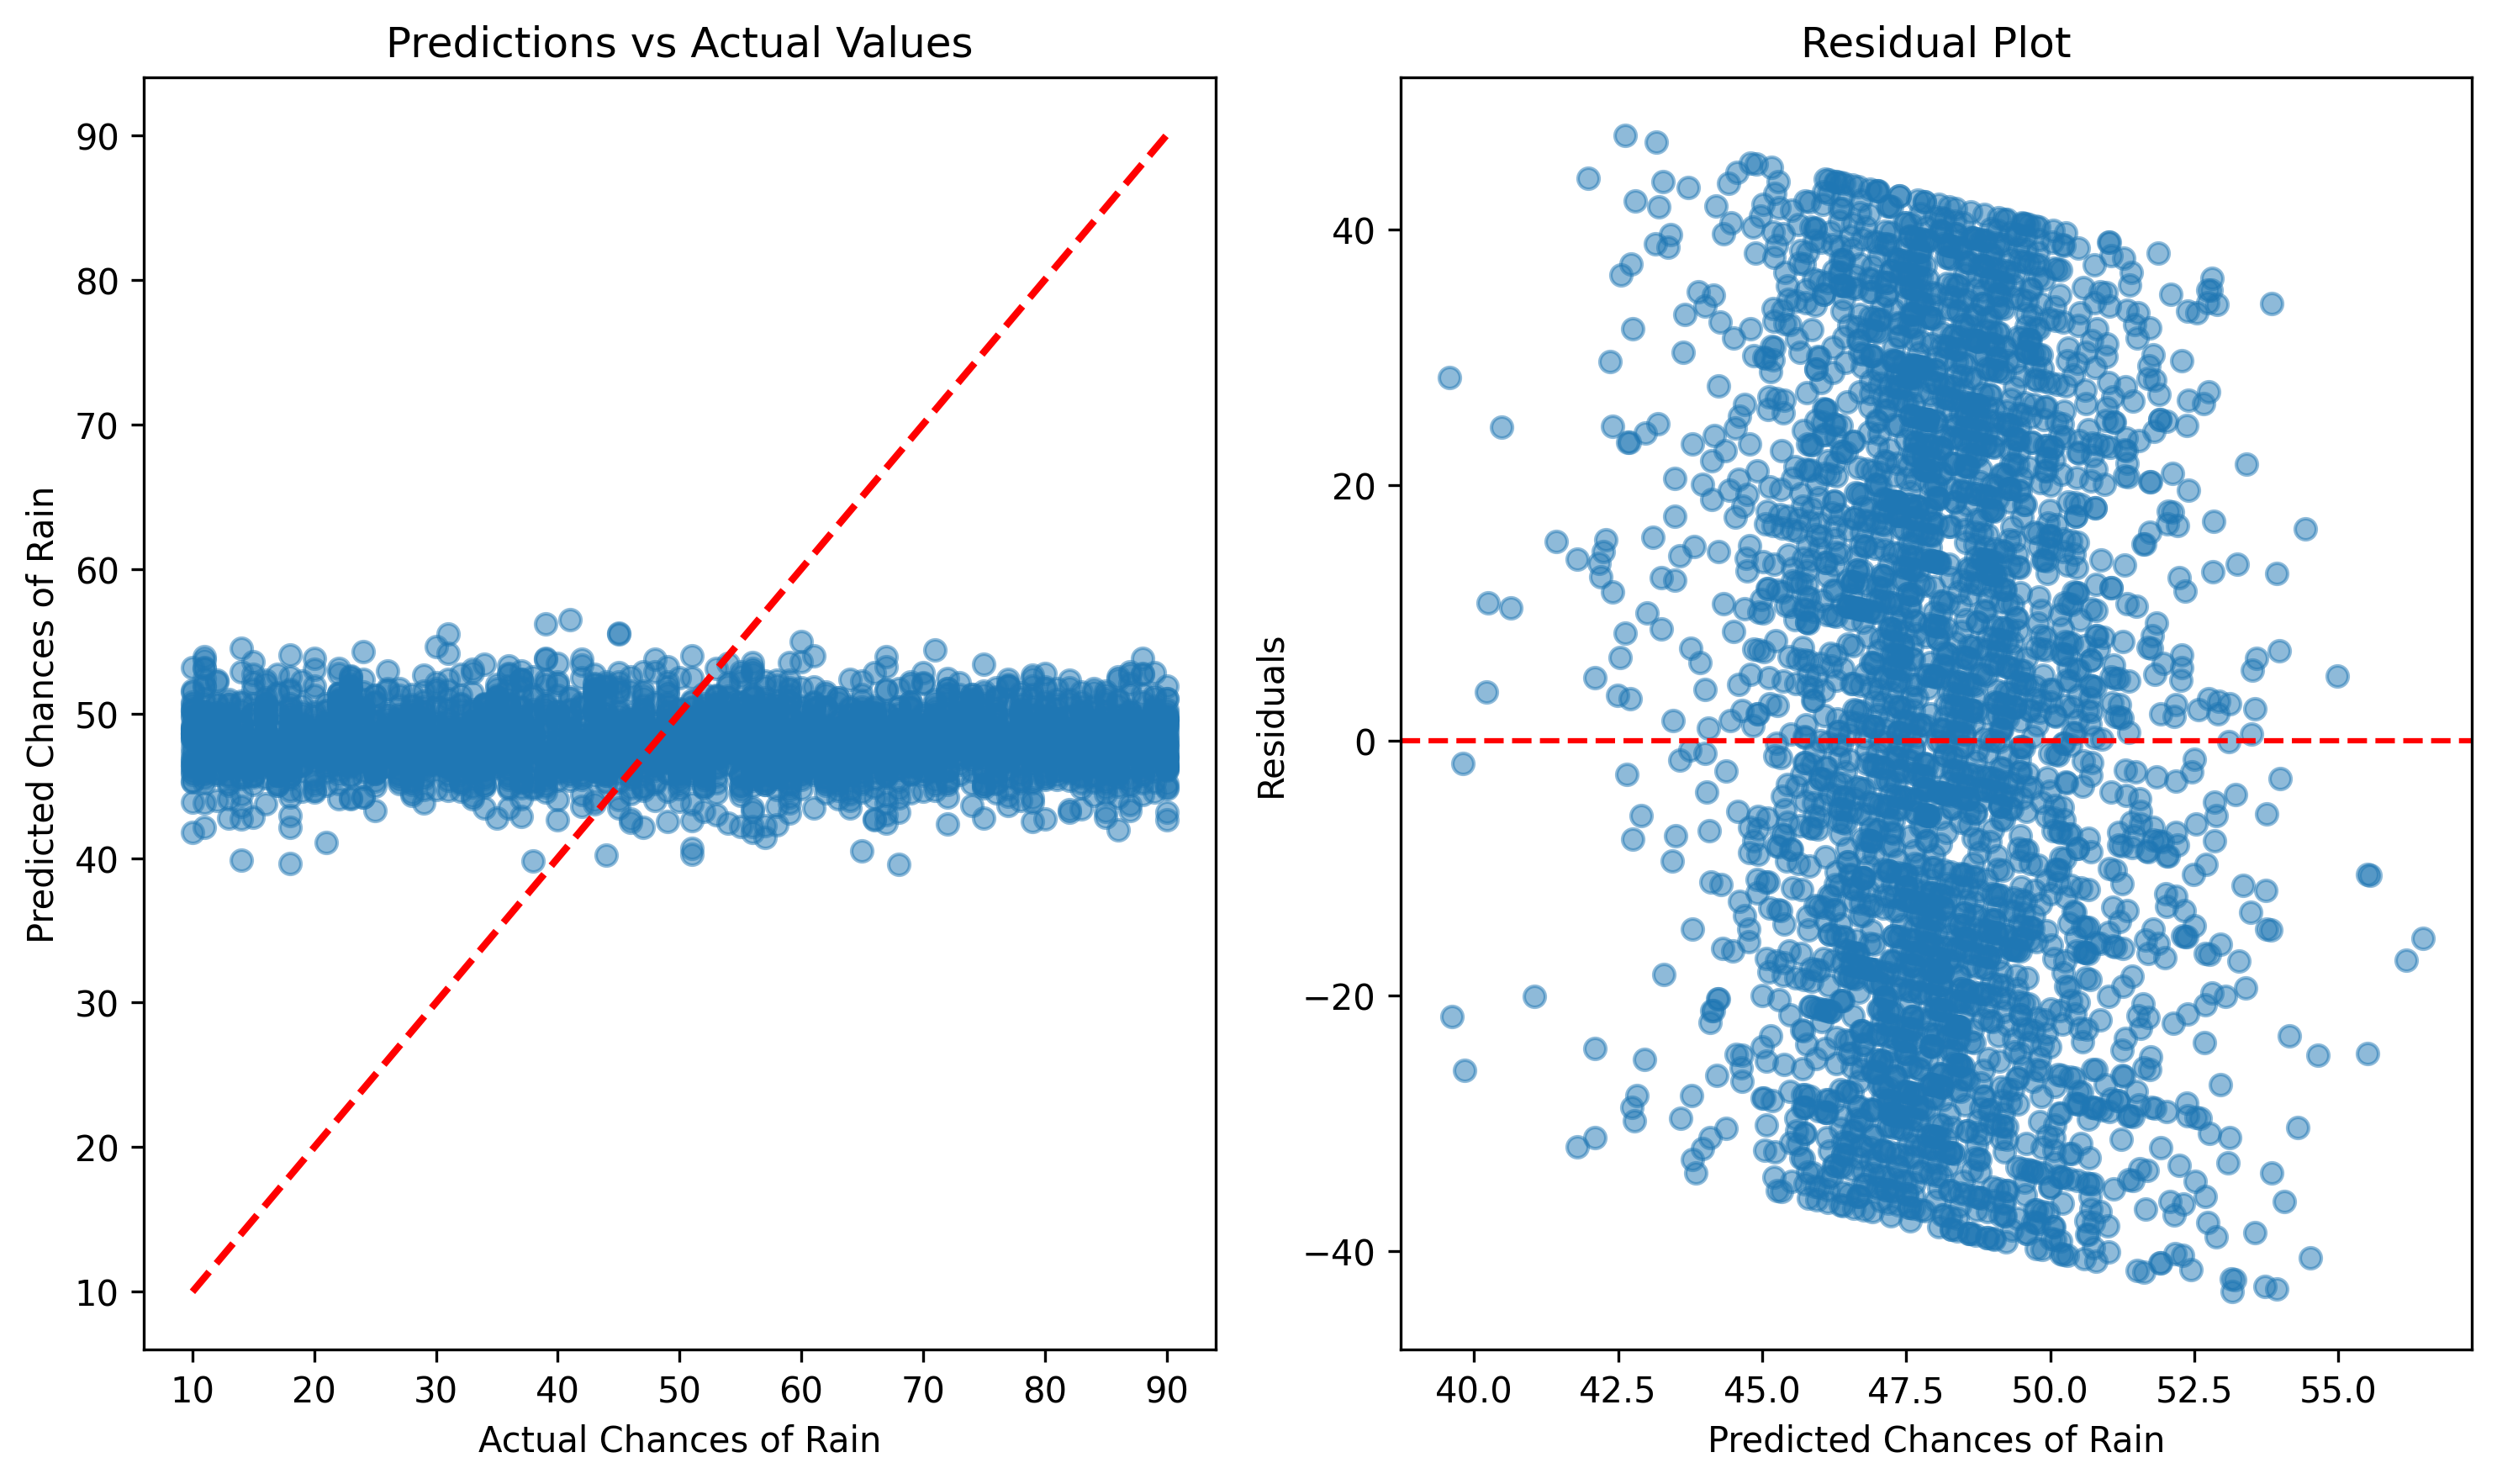 Predictions vs Actual Values
90
80
70
60
50
40
30
20
10
Predicted Chances of Rain
10 20 30 40 50 60 70 80 90
Actual Chances of Rain
Residual Plot
40
20
0
−20
−40
Residuals
40.0 42.5 45.0 47.5 50.0 52.5 55.0
Predicted Chances of Rain